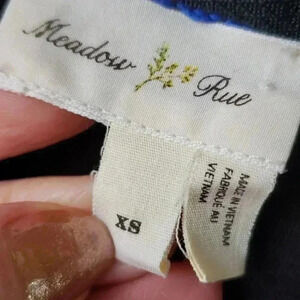 Meadow Rue
XS
MADE IN VIETNAM
FABRIQUÉ AU
VIETNAM